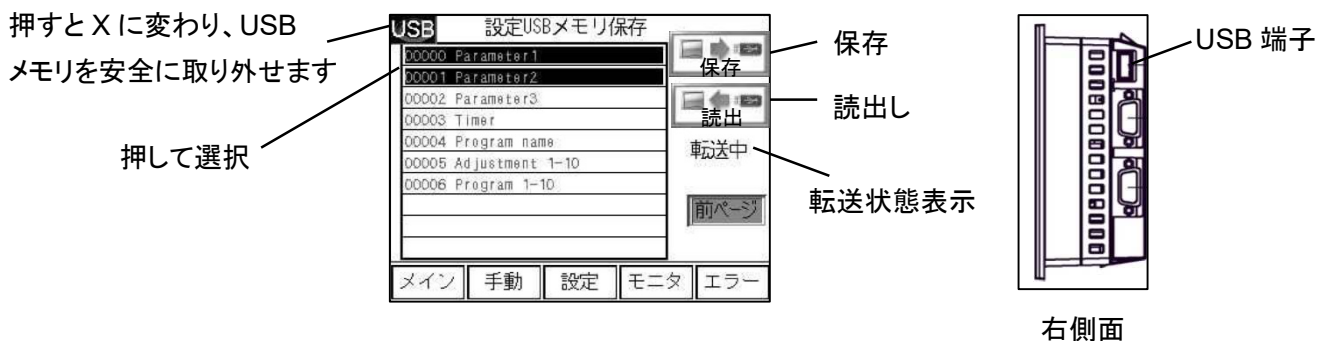 押すと X に変わり、USB
メモリを安全に取り外せます
押して選択
USB 設定USBメモリ保存
00000 Parameter1
00001 Parameter2
00002 Parameter3
00003 Timer
00004 Program name
00005 Adjustment 1-10
00006 Program 1-10
保存
読出
転送中
前ページ
メイン 手動 設定 モニタ エラー
保存
読出し
転送状態表示
USB 端子
右側面